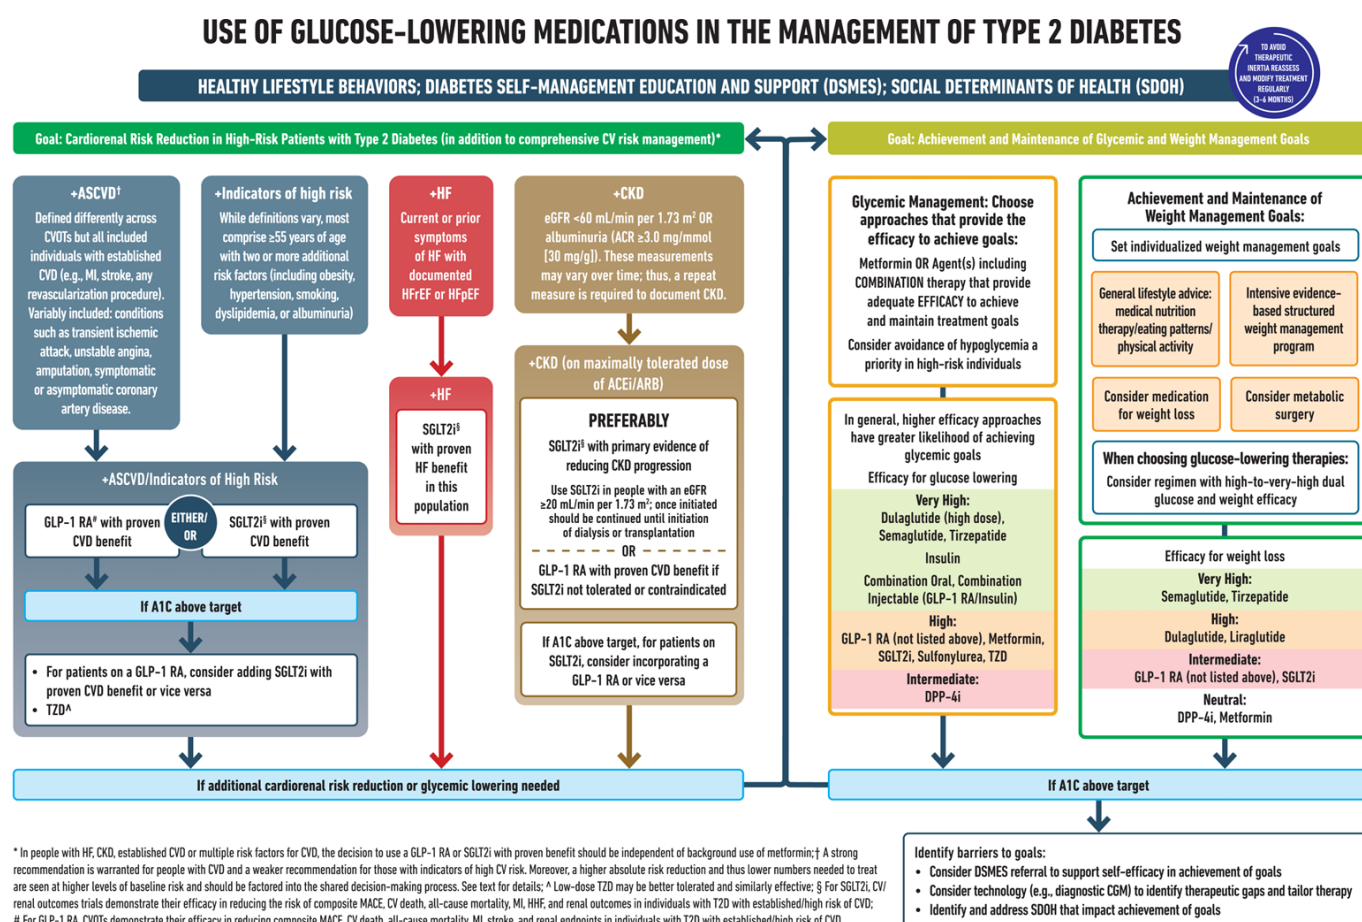 USE OF GLUCOSE-LOWERING MEDICATIONS IN THE MANAGEMENT OF TYPE 2 DIABETES
TO AVOID
THERAPEUTIC
INERTIA REASSESS
AND MODIFY TREATMENT
REGULARLY
(3-6 MONTHS)
HEALTHY LIFESTYLE BEHAVIORS; DIABETES SELF-MANAGEMENT EDUCATION AND SUPPORT (DSMES); SOCIAL DETERMINANTS OF HEALTH (SDOH)
Goal: Cardiorenal Risk Reduction in High-Risk Patients with Type 2 Diabetes (in addition to comprehensive CV risk management)*
+ASCVD†
Defined differently across
CVOTs but all included
individuals with established
CVD (e.g., MI, stroke, any
revascularization procedure).
Variably included: conditions
such as transient ischemic
attack, unstable angina,
amputation, symptomatic
or asymptomatic coronary
artery disease.
+Indicators of high risk
While definitions vary, most
comprise ≥55 years of age
with two or more additional
risk factors (including obesity,
hypertension, smoking,
dyslipidemia, or albuminuria)
+ASCVD/Indicators of High Risk
GLP-1 RA# with proven
CVD benefit
EITHER/
OR
SGLT2i§ with proven
CVD benefit
If A1C above target
• For patients on a GLP-1 RA, consider adding SGLT2i with
proven CVD benefit or vice versa
• TZD^
+HF
Current or prior
symptoms
of HF with
documented
HFrEF or HFpEF
+HF
SGLT2i§
with proven
HF benefit
in this
population
+CKD
eGFR <60 mL/min per 1.73 m² OR
albuminuria (ACR ≥3.0 mg/mmol
[30 mg/g]). These measurements
may vary over time; thus, a repeat
measure is required to document CKD.
+CKD (on maximally tolerated dose
of ACEi/ARB)
PREFERABLY
SGLT2i§ with primary evidence of
reducing CKD progression
Use SGLT2i in people with an eGFR
≥20 mL/min per 1.73 m²; once initiated
should be continued until initiation
of dialysis or transplantation
OR
GLP-1 RA with proven CVD benefit if
SGLT2i not tolerated or contraindicated
If A1C above target, for patients on
SGLT2i, consider incorporating a
GLP-1 RA or vice versa
If additional cardiorenal risk reduction or glycemic lowering needed
Goal: Achievement and Maintenance of Glycemic and Weight Management Goals
Glycemic Management: Choose
approaches that provide the
efficacy to achieve goals:
Metformin OR Agent(s) including
COMBINATION therapy that provide
adequate EFFICACY to achieve
and maintain treatment goals
Consider avoidance of hypoglycemia a
priority in high-risk individuals
In general, higher efficacy approaches
have greater likelihood of achieving
glycemic goals
Efficacy for glucose lowering
Very High:
Dulaglutide (high dose),
Semaglutide, Tirzepatide
Insulin
Combination Oral, Combination
Injectable (GLP-1 RA/Insulin)
High:
GLP-1 RA (not listed above), Metformin,
SGLT2i, Sulfonylurea, TZD
Intermediate:
DPP-4i
Achievement and Maintenance of
Weight Management Goals:
Set individualized weight management goals
General lifestyle advice:
medical nutrition
therapy/eating patterns/
physical activity
Intensive evidence-
based structured
weight management
program
Consider medication
for weight loss
Consider metabolic
surgery
When choosing glucose-lowering therapies:
Consider regimen with high-to-very-high dual
glucose and weight efficacy
Efficacy for weight loss
Very High:
Semaglutide, Tirzepatide
High:
Dulaglutide, Liraglutide
Intermediate:
GLP-1 RA (not listed above), SGLT2i
Neutral:
DPP-4i, Metformin
If A1C above target
Identify barriers to goals:
• Consider DSMES referral to support self-efficacy in achievement of goals
• Consider technology (e.g., diagnostic CGM) to identify therapeutic gaps and tailor therapy
• Identify and address SDOH that impact achievement of goals
* In people with HF, CKD, established CVD or multiple risk factors for CVD, the decision to use a GLP-1 RA or SGLT2i with proven benefit should be independent of background use of metformin;† A strong
recommendation is warranted for people with CVD and a weaker recommendation for those with indicators of high CV risk. Moreover, a higher absolute risk reduction and thus lower numbers needed to treat
are seen at higher levels of baseline risk and should be factored into the shared decision-making process. See text for details; ^ Low-dose TZD may be better tolerated and similarly effective; § For SGLT2i, CV/
renal outcomes trials demonstrate their efficacy in reducing the risk of composite MACE, CV death, all-cause mortality, MI, HHF, and renal outcomes in individuals with T2D with established/high risk of CVD;
# For GLP-1 RA, CVOTs demonstrate their efficacy in reducing composite MACE, CV death, all-cause mortality, MI, stroke, and renal endpoints in individuals with T2D with established/high risk of CVD.